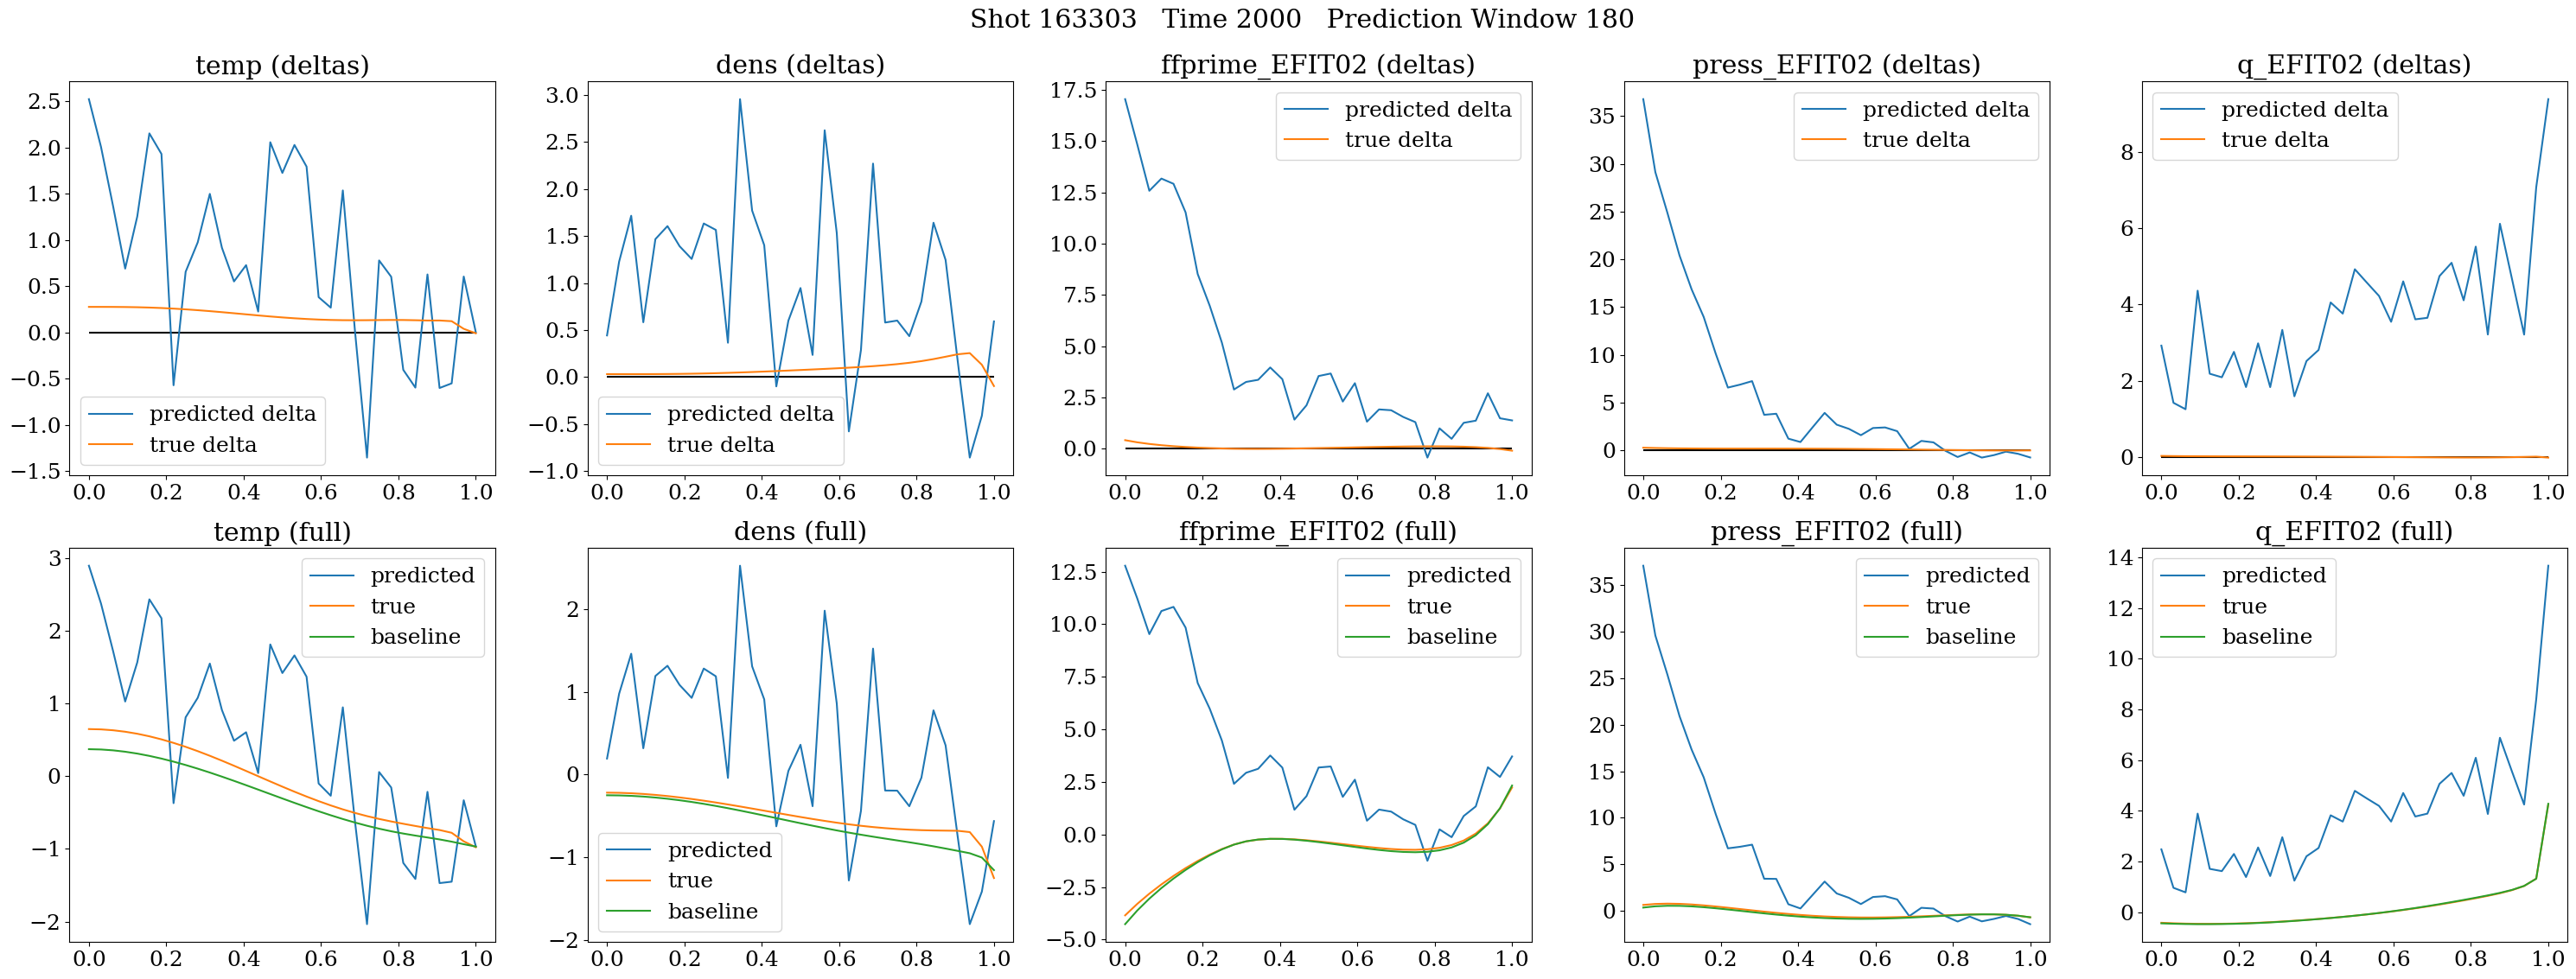 Shot 163303   Time 2000   Prediction Window 180
temp (deltas)
2.5
2.0
1.5
1.0
0.5
0.0
−0.5
−1.0
−1.5
predicted delta
true delta
0.0 0.2 0.4 0.6 0.8 1.0
dens (deltas)
3.0
2.5
2.0
1.5
1.0
0.5
0.0
−0.5
−1.0
predicted delta
true delta
0.0 0.2 0.4 0.6 0.8 1.0
ffprime_EFIT02 (deltas)
17.5
15.0
12.5
10.0
7.5
5.0
2.5
0.0
predicted delta
true delta
0.0 0.2 0.4 0.6 0.8 1.0
press_EFIT02 (deltas)
35
30
25
20
15
10
5
0
predicted delta
true delta
0.0 0.2 0.4 0.6 0.8 1.0
q_EFIT02 (deltas)
8
6
4
2
0
predicted delta
true delta
0.0 0.2 0.4 0.6 0.8 1.0
temp (full)
3
2
1
0
−1
−2
predicted
true
baseline
0.0 0.2 0.4 0.6 0.8 1.0
dens (full)
2
1
0
−1
−2
predicted
true
baseline
0.0 0.2 0.4 0.6 0.8 1.0
ffprime_EFIT02 (full)
12.5
10.0
7.5
5.0
2.5
0.0
−2.5
−5.0
predicted
true
baseline
0.0 0.2 0.4 0.6 0.8 1.0
press_EFIT02 (full)
35
30
25
20
15
10
5
0
predicted
true
baseline
0.0 0.2 0.4 0.6 0.8 1.0
q_EFIT02 (full)
14
12
10
8
6
4
2
0
predicted
true
baseline
0.0 0.2 0.4 0.6 0.8 1.0